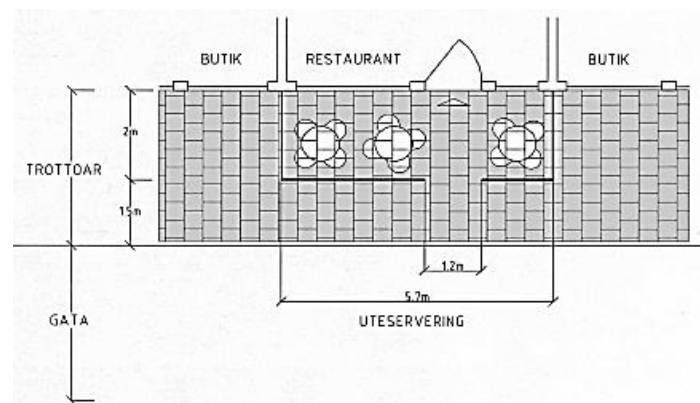 BUTIK RESTAURANT BUTIK
2m
TROTTOAR
1.5m
1.2m
5.7m
GATA UTESERVERING